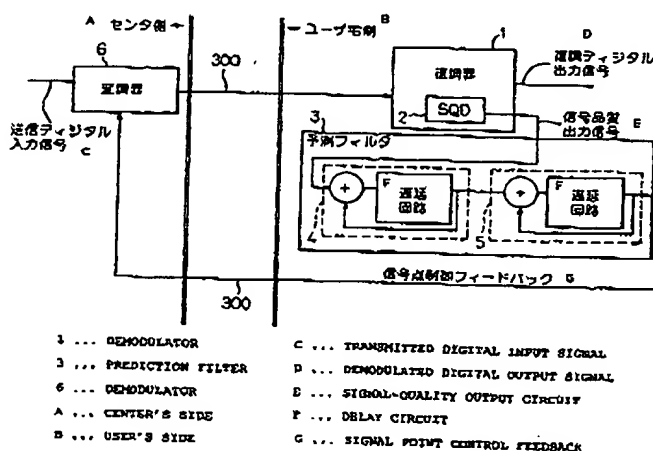 A センタ側
ユーザ宅側 B
6
変調器
300
送信ディジタル
入力信号 C
1
復調器
D
復調ディジタル
出力信号
2
SQD
信号品質 E
出力信号
3
予測フィルタ
+
F
遅延
回路
4
+
F
遅延
回路
5
信号点制御フィードバック G
300
1 ... DEMODULATOR
3 ... PREDICTION FILTER
6 ... DEMODULATOR
A ... CENTER'S SIDE
B ... USER'S SIDE
C ... TRANSMITTED DIGITAL INPUT SIGNAL
D ... DEMODULATED DIGITAL OUTPUT SIGNAL
E ... SIGNAL-QUALITY OUTPUT CIRCUIT
F ... DELAY CIRCUIT
G ... SIGNAL POINT CONTROL FEEDBACK